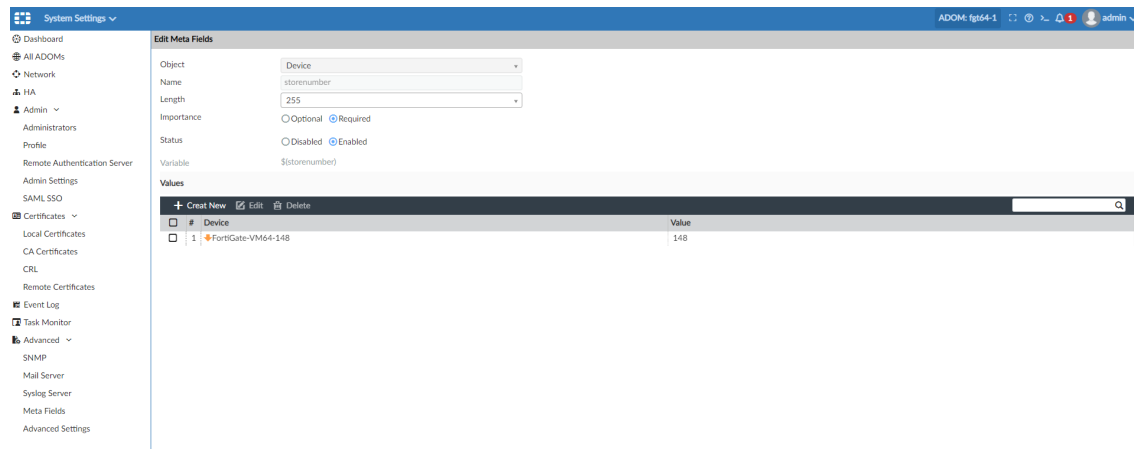 System Settings
ADOM: fgt64-1
1
admin
Dashboard
All ADOMs
Network
HA
Admin
Administrators
Profile
Remote Authentication Server
Admin Settings
SAML SSO
Certificates
Local Certificates
CA Certificates
CRL
Remote Certificates
Event Log
Task Monitor
Advanced
SNMP
Mail Server
Syslog Server
Meta Fields
Advanced Settings
Edit Meta Fields
Object Device
Name storenumber
Length 255
Importance Optional Required
Status Disabled Enabled
Variable $(storenumber)
Values
Creat New Edit Delete
# Device Value
1 FortiGate-VM64-148 148